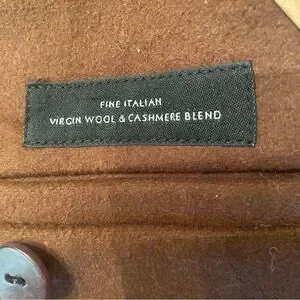 FINE ITALIAN
VIRGIN WOOL & CASHMERE BLEND